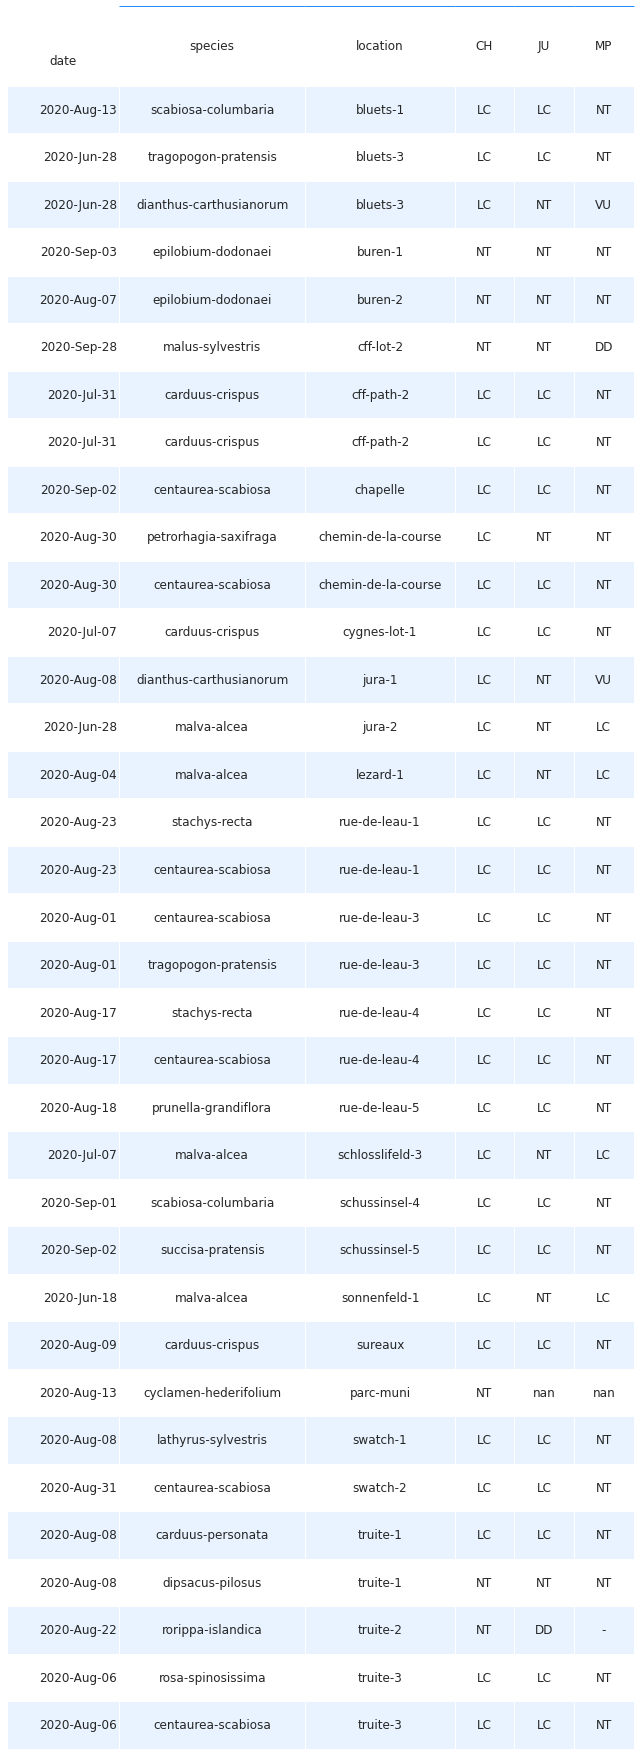 species location CH JU MP
date
2020-Aug-13 scabiosa-columbaria bluets-1 LC LC NT
2020-Jun-28 tragopogon-pratensis bluets-3 LC LC NT
2020-Jun-28 dianthus-carthusianorum bluets-3 LC NT VU
2020-Sep-03 epilobium-dodonaei buren-1 NT NT NT
2020-Aug-07 epilobium-dodonaei buren-2 NT NT NT
2020-Sep-28 malus-sylvestris cff-lot-2 NT NT DD
2020-Jul-31 carduus-crispus cff-path-2 LC LC NT
2020-Jul-31 carduus-crispus cff-path-2 LC LC NT
2020-Sep-02 centaurea-scabiosa chapelle LC LC NT
2020-Aug-30 petrorhagia-saxifraga chemin-de-la-course LC NT NT
2020-Aug-30 centaurea-scabiosa chemin-de-la-course LC LC NT
2020-Jul-07 carduus-crispus cygnes-lot-1 LC LC NT
2020-Aug-08 dianthus-carthusianorum jura-1 LC NT VU
2020-Jun-28 malva-alcea jura-2 LC NT LC
2020-Aug-04 malva-alcea lezard-1 LC NT LC
2020-Aug-23 stachys-recta rue-de-leau-1 LC LC NT
2020-Aug-23 centaurea-scabiosa rue-de-leau-1 LC LC NT
2020-Aug-01 centaurea-scabiosa rue-de-leau-3 LC LC NT
2020-Aug-01 tragopogon-pratensis rue-de-leau-3 LC LC NT
2020-Aug-17 stachys-recta rue-de-leau-4 LC LC NT
2020-Aug-17 centaurea-scabiosa rue-de-leau-4 LC LC NT
2020-Aug-18 prunella-grandiflora rue-de-leau-5 LC LC NT
2020-Jul-07 malva-alcea schlosslifeld-3 LC NT LC
2020-Sep-01 scabiosa-columbaria schussinsel-4 LC LC NT
2020-Sep-02 succisa-pratensis schussinsel-5 LC LC NT
2020-Jun-18 malva-alcea sonnenfeld-1 LC NT LC
2020-Aug-09 carduus-crispus sureaux LC LC NT
2020-Aug-13 cyclamen-hederifolium parc-muni NT nan nan
2020-Aug-08 lathyrus-sylvestris swatch-1 LC LC NT
2020-Aug-31 centaurea-scabiosa swatch-2 LC LC NT
2020-Aug-08 carduus-personata truite-1 LC LC NT
2020-Aug-08 dipsacus-pilosus truite-1 NT NT NT
2020-Aug-22 rorippa-islandica truite-2 NT DD -
2020-Aug-06 rosa-spinosissima truite-3 LC LC NT
2020-Aug-06 centaurea-scabiosa truite-3 LC LC NT